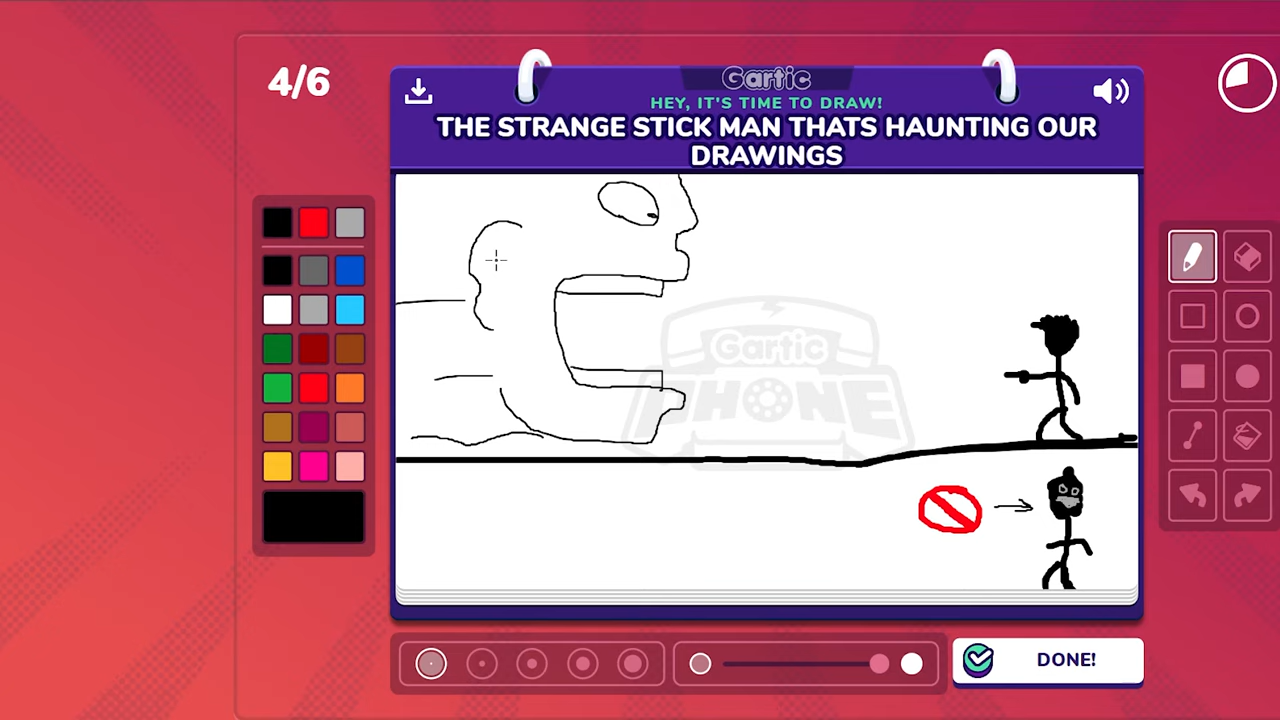 4/6
Gartic
HEY, IT'S TIME TO DRAW!
THE STRANGE STICK MAN THATS HAUNTING OUR
DRAWINGS
Gartic
PHONE
DONE!